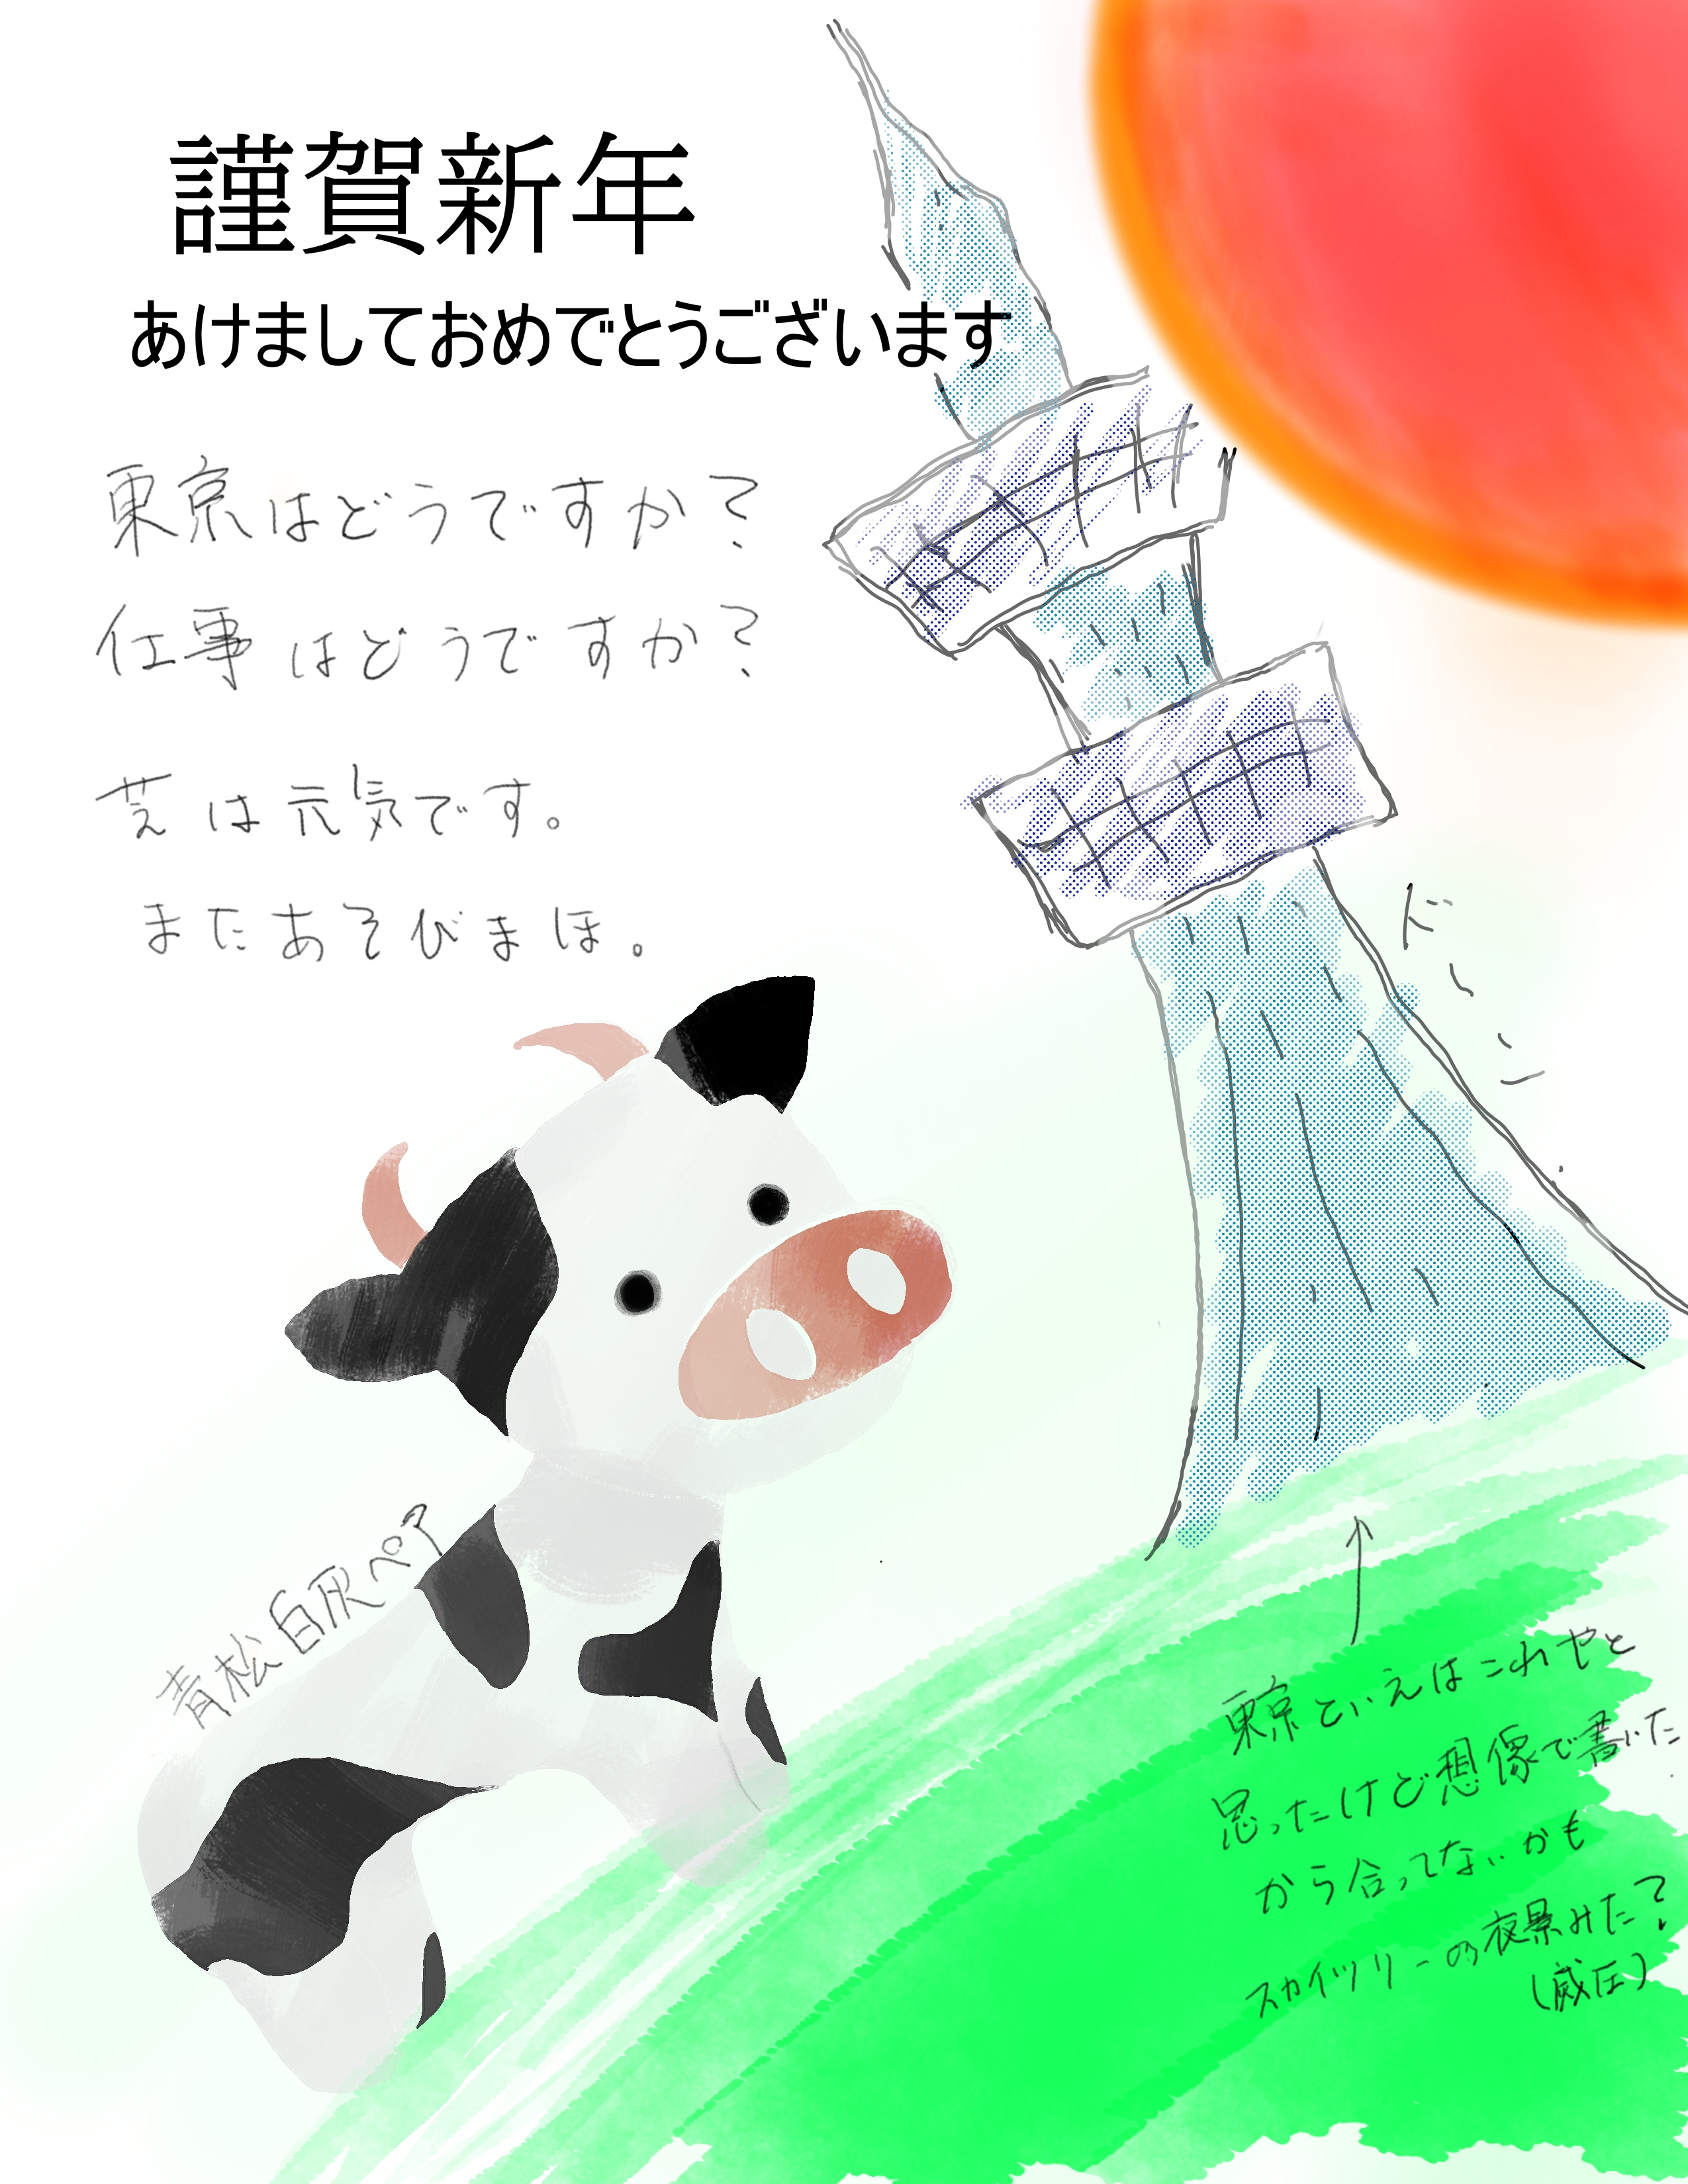 謹賀新年
あけましておめでとうございます
東京はどうですか?
仕事はどうですか?
芝は元気です。
またあそびまほ。
ドーン
青松白灰ペア
東京といえばこれやと
思ったけど想像で書いた
から合ってないかも
スカイツリーの夜景みた?
(威圧)